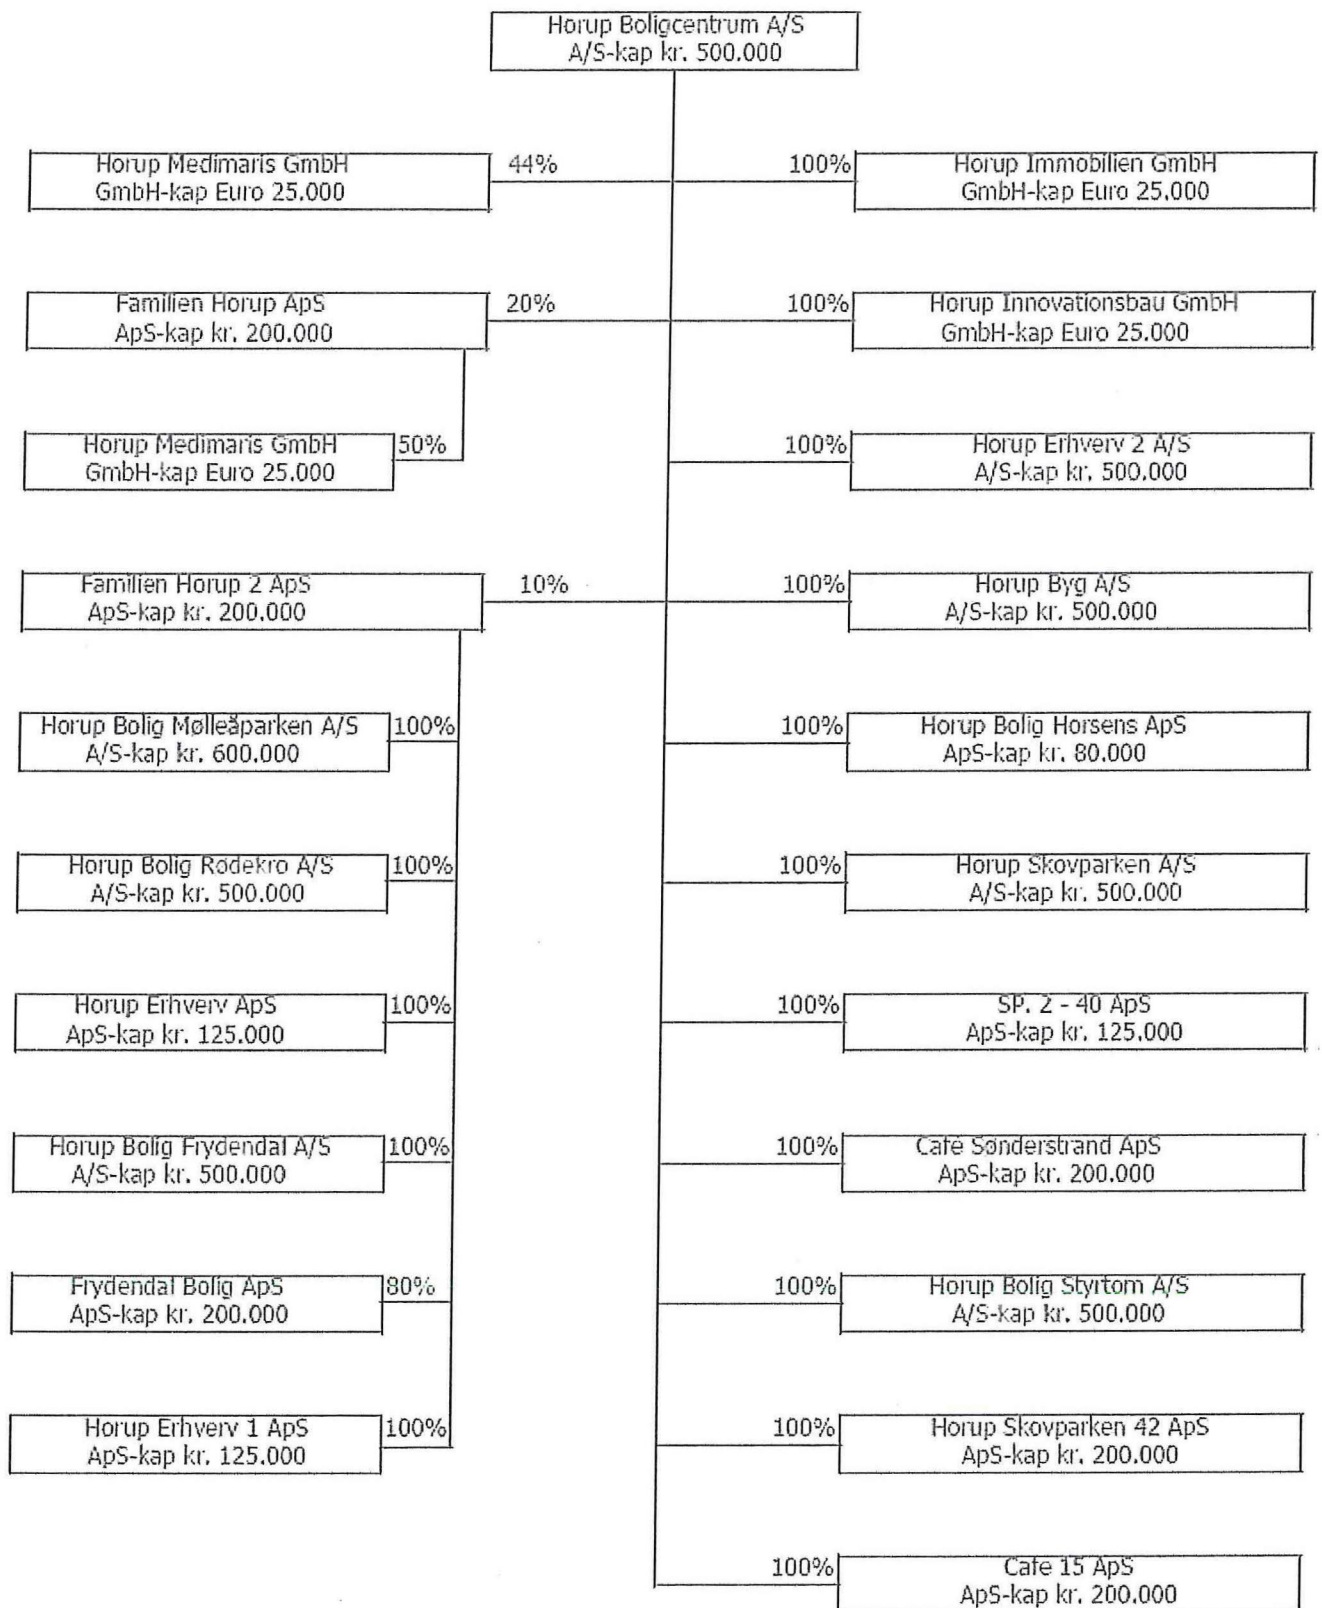 Horup Boligcentrum A/S
A/S-kap kr. 500.000
Horup Medimaris GmbH
GmbH-kap Euro 25.000
44%
100%
Horup Immobilien GmbH
GmbH-kap Euro 25.000
Familien Horup ApS
ApS-kap kr. 200.000
20%
100%
Horup Innovationsbau GmbH
GmbH-kap Euro 25.000
Horup Medimaris GmbH
GmbH-kap Euro 25.000
50%
100%
Horup Erhverv 2 A/S
A/S-kap kr. 500.000
Familien Horup 2 ApS
ApS-kap kr. 200.000
10%
100%
Horup Byg A/S
A/S-kap kr. 500.000
Horup Bolig Mølleåparken A/S
A/S-kap kr. 600.000
100%
100%
Horup Bolig Horsens ApS
ApS-kap kr. 80.000
Horup Bolig Rødekro A/S
A/S-kap kr. 500.000
100%
100%
Horup Skovparken A/S
A/S-kap kr. 500.000
Horup Erhverv ApS
ApS-kap kr. 125.000
100%
100%
SP. 2 - 40 ApS
ApS-kap kr. 125.000
Horup Bolig Frydendal A/S
A/S-kap kr. 500.000
100%
100%
Café Sønderstrand ApS
ApS-kap kr. 200.000
Frydendal Bolig ApS
ApS-kap kr. 200.000
80%
100%
Horup Bolig Styrtom A/S
A/S-kap kr. 500.000
Horup Erhverv 1 ApS
ApS-kap kr. 125.000
100%
100%
Horup Skovparken 42 ApS
ApS-kap kr. 200.000
100%
Cafe 15 ApS
ApS-kap kr. 200.000